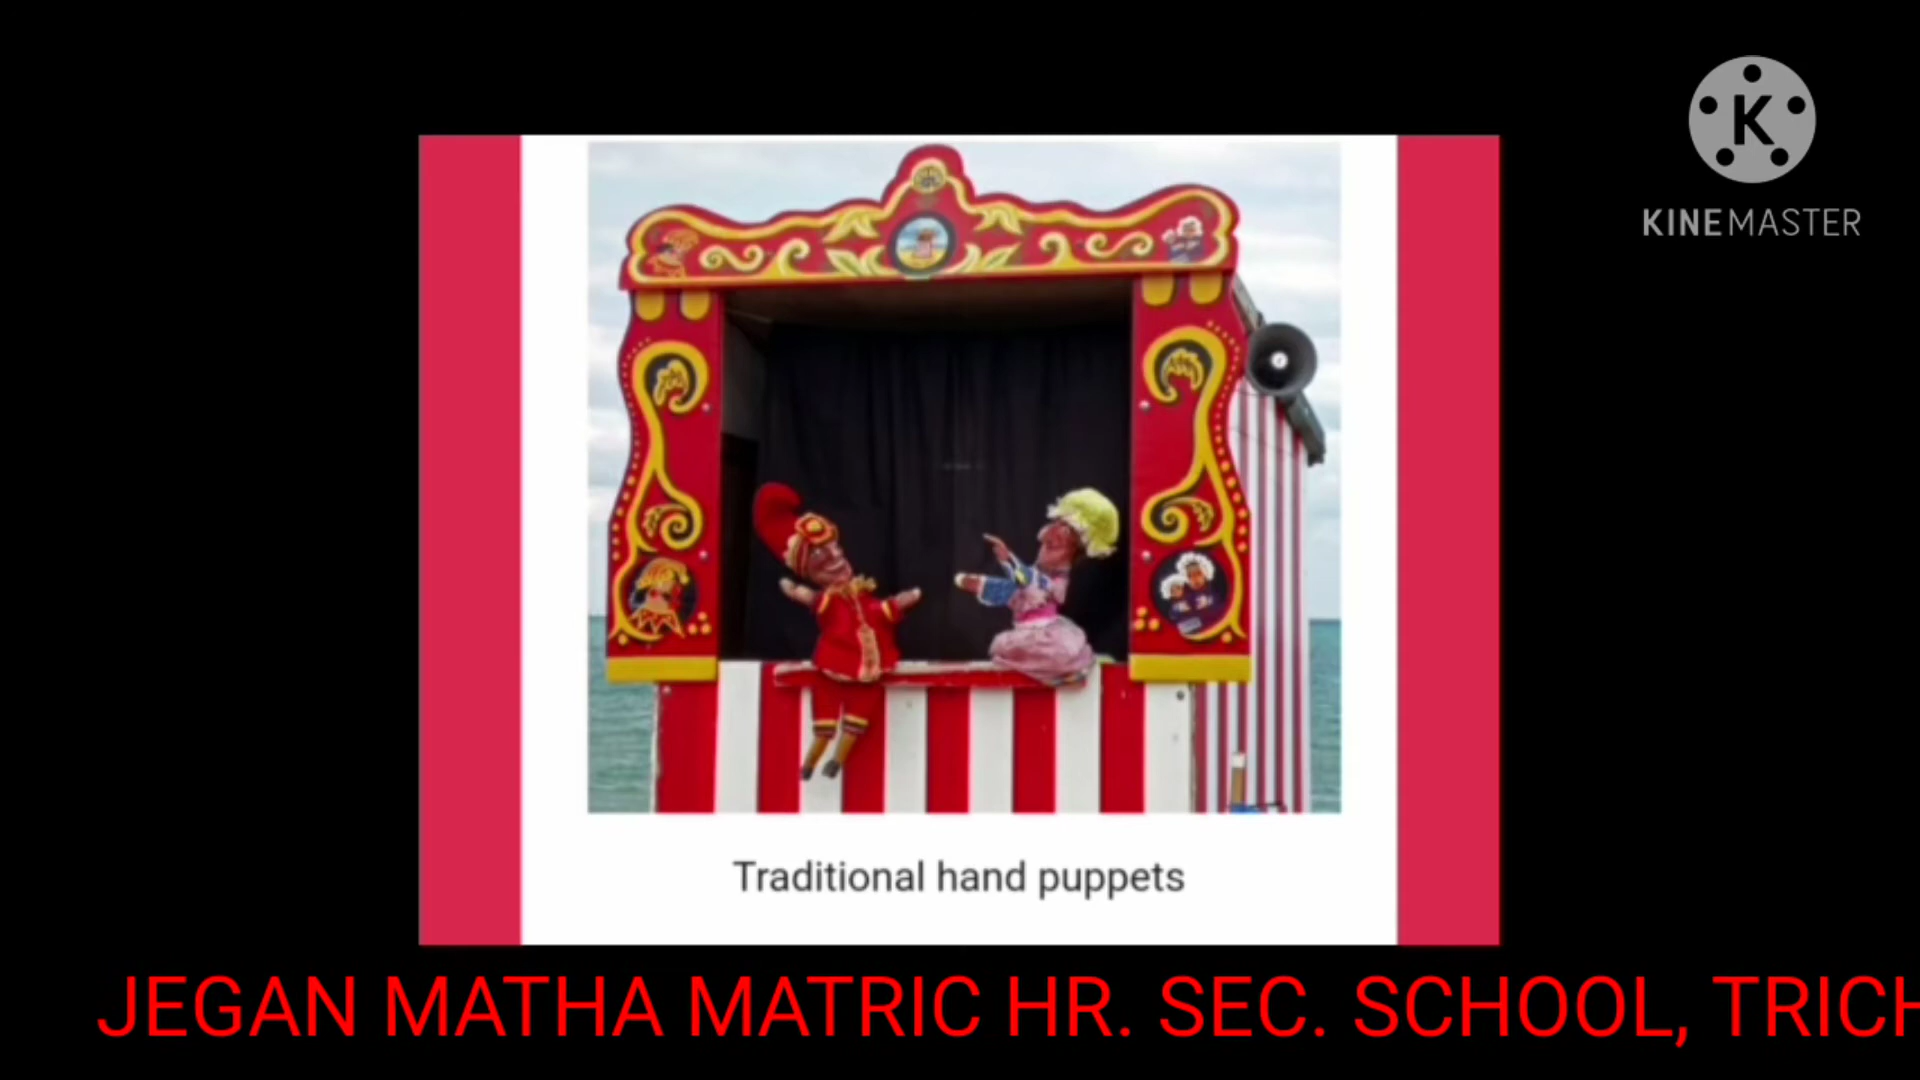 KINEMASTER
Traditional hand puppets
JEGAN MATHA MATRIC HR. SEC. SCHOOL, TRICH